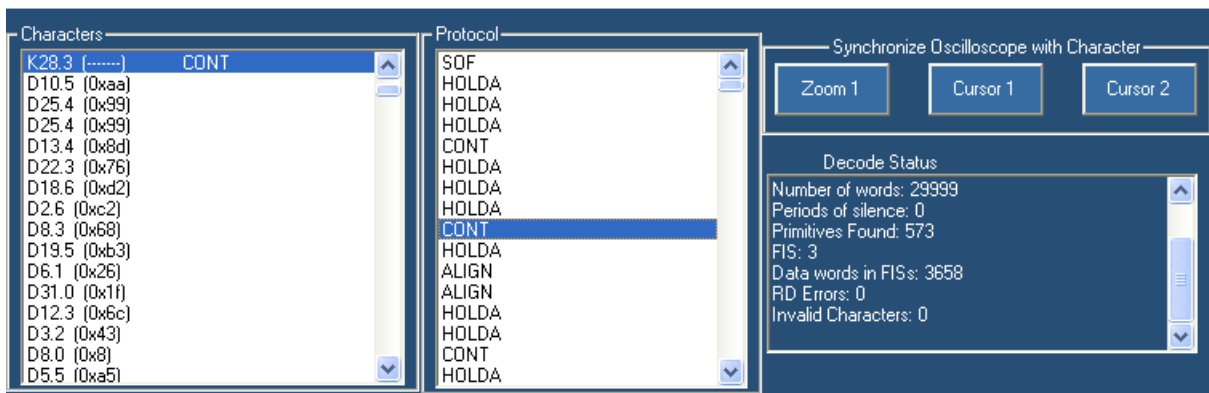 Characters
K28.3 (------) CONT
D10.5 (0xaa)
D25.4 (0x99)
D25.4 (0x99)
D13.4 (0x8d)
D22.3 (0x76)
D18.6 (0xd2)
D2.6 (0xc2)
D8.3 (0x68)
D19.5 (0xb3)
D6.1 (0x26)
D31.0 (0x1f)
D12.3 (0x6c)
D3.2 (0x43)
D8.0 (0x8)
D5.5 (0xa5)
Protocol
SOF
HOLDA
HOLDA
HOLDA
CONT
HOLDA
HOLDA
HOLDA
CONT
HOLDA
ALIGN
ALIGN
HOLDA
HOLDA
CONT
HOLDA
Synchronize Oscilloscope with Character
Zoom 1 Cursor 1 Cursor 2
Decode Status
Number of words: 29999
Periods of silence: 0
Primitives Found: 573
FIS: 3
Data words in FISs: 3658
RD Errors: 0
Invalid Characters: 0